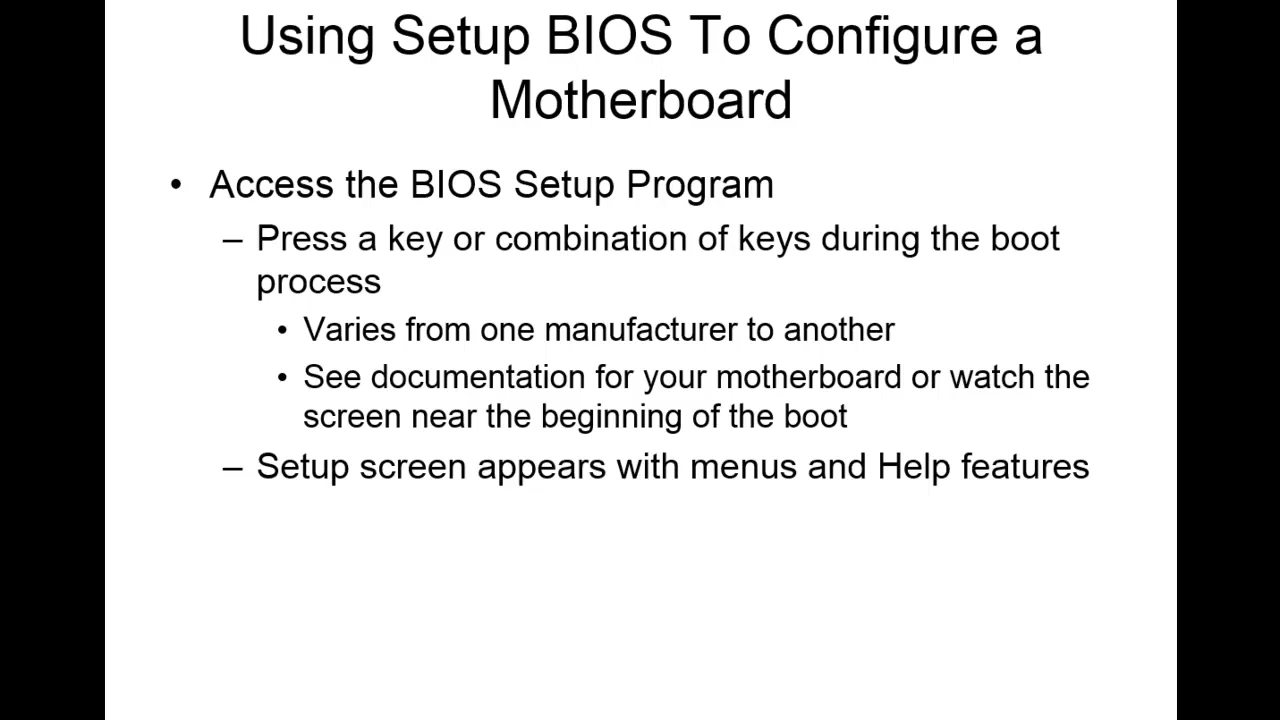 Using Setup BIOS To Configure a
Motherboard
• Access the BIOS Setup Program
– Press a key or combination of keys during the boot
process
• Varies from one manufacturer to another
• See documentation for your motherboard or watch the
screen near the beginning of the boot
– Setup screen appears with menus and Help features